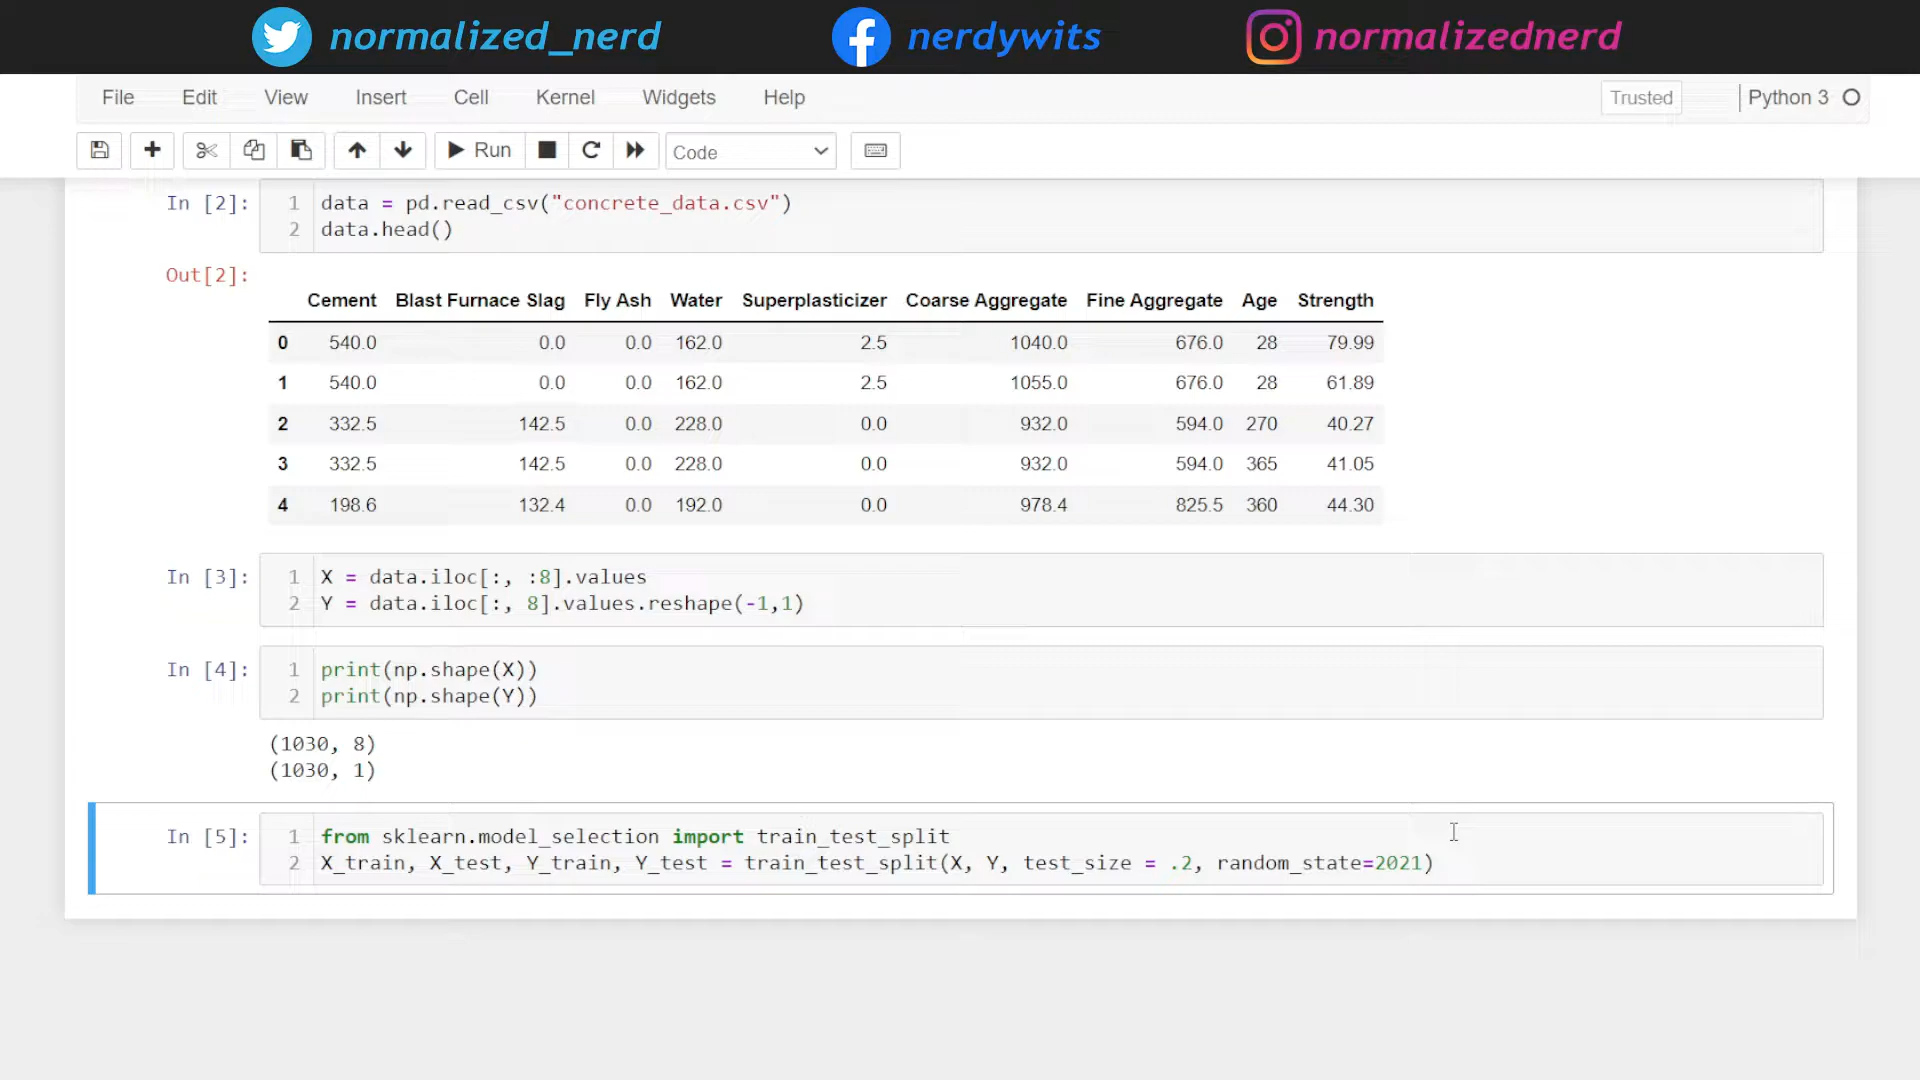 normalized_nerd nerdywits normalizednerd
File Edit View Insert Cell Kernel Widgets Help Trusted Python 3
Run Code
In [2]: 1 data = pd.read_csv("concrete_data.csv")
2 data.head()
Out[2]:
Cement Blast Furnace Slag Fly Ash Water Superplasticizer Coarse Aggregate Fine Aggregate Age Strength
0 540.0 0.0 0.0 162.0 2.5 1040.0 676.0 28 79.99
1 540.0 0.0 0.0 162.0 2.5 1055.0 676.0 28 61.89
2 332.5 142.5 0.0 228.0 0.0 932.0 594.0 270 40.27
3 332.5 142.5 0.0 228.0 0.0 932.0 594.0 365 41.05
4 198.6 132.4 0.0 192.0 0.0 978.4 825.5 360 44.30
In [3]: 1 X = data.iloc[:, :8].values
2 Y = data.iloc[:, 8].values.reshape(-1,1)
In [4]: 1 print(np.shape(X))
2 print(np.shape(Y))
(1030, 8)
(1030, 1)
In [5]: 1 from sklearn.model_selection import train_test_split
2 X_train, X_test, Y_train, Y_test = train_test_split(X, Y, test_size = .2, random_state=2021)